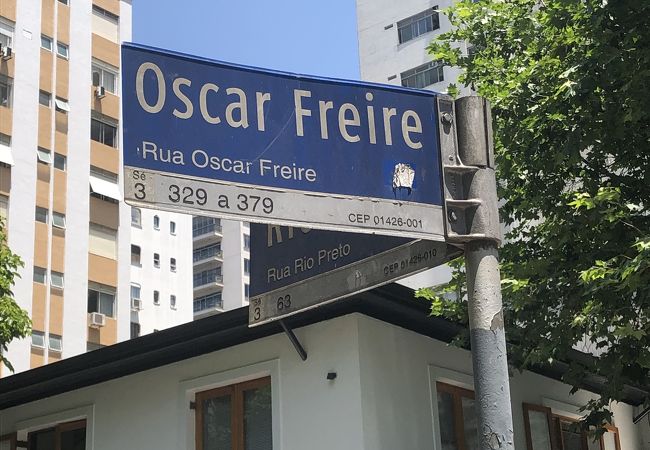 Oscar Freire
Rua Oscar Freire
Sé
3 329 a 379
CEP 01426-001
Rua Rio Preto
CEP 01426-010
Sé
3 63